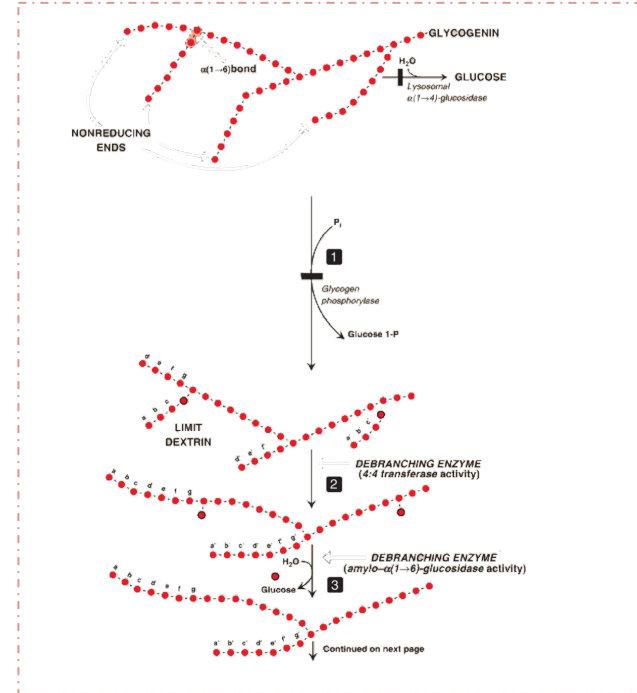 GLYCOGENIN
α(1→6)bond
H₂O
GLUCOSE
Lysosomal
α(1→4)-glucosidase
NONREDUCING
ENDS
Pᵢ
1
Glycogen
phosphorylase
Glucose 1-P
d e f g
a b c
LIMIT
DEXTRIN
a' b' c'
d' e' f'
DEBRANCHING ENZYME
(4:4 transferase activity)
2
a b c d e f g
a' b' c' d' e' f' g'
DEBRANCHING ENZYME
(amylo–α(1→6)-glucosidase activity)
H₂O
Glucose
3
a b c d e f g
a' b' c' d' e' f' g'
Continued on next page